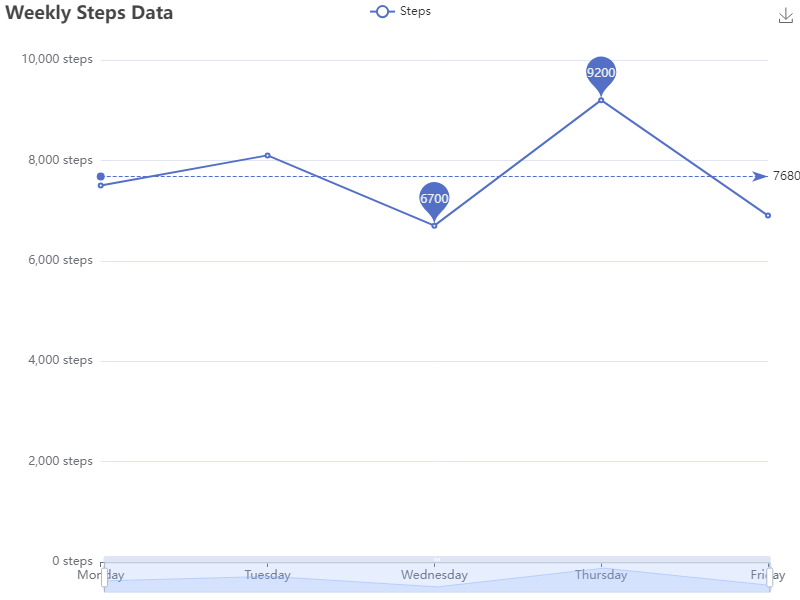 Weekly Steps Data
Steps
10,000 steps
9200
8,000 steps
7680
6700
6,000 steps
4,000 steps
2,000 steps
0 steps
Monday Tuesday Wednesday Thursday Friday